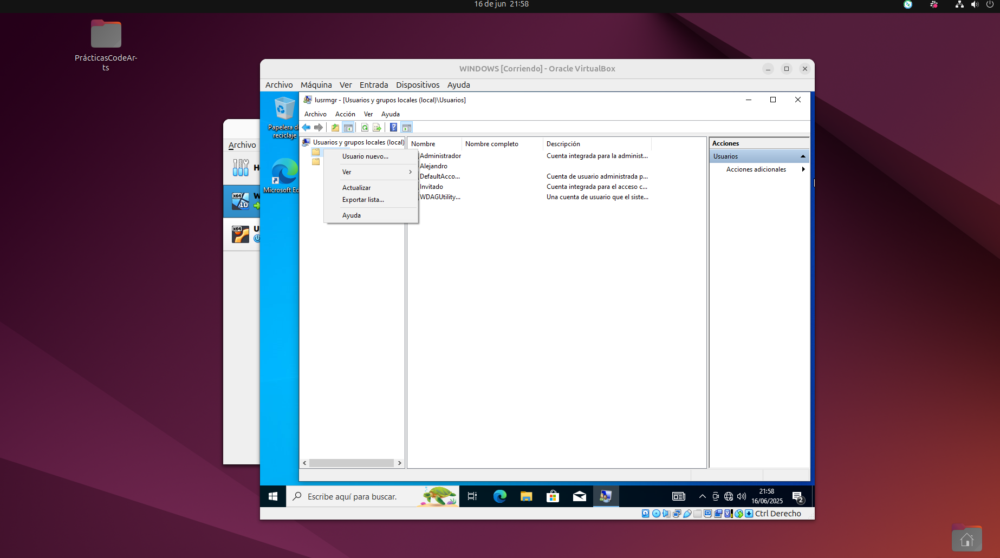 16 de jun 21:58
PrácticasCodeAr-
ts
WINDOWS [Corriendo] - Oracle VirtualBox
Archivo Máquina Ver Entrada Dispositivos Ayuda
lusrmgr - [Usuarios y grupos locales (local)\Usuarios]
Archivo Acción Ver Ayuda
Papelera de
reciclaje
Microsoft Ed
Archivo
Usuarios y grupos locales (local)
Usuario nuevo...
Ver
Actualizar
Exportar lista...
Ayuda
Nombre Nombre completo Descripción
Administrador Cuenta integrada para la administ...
Alejandro
DefaultAcco... Cuenta de usuario administrada p...
Invitado Cuenta integrada para el acceso c...
WDAGUtility... Una cuenta de usuario que el siste...
Acciones
Usuarios
Acciones adicionales
X64
10
X64
Escribe aquí para buscar.
21:58
16/06/2025
2
Ctrl Derecho